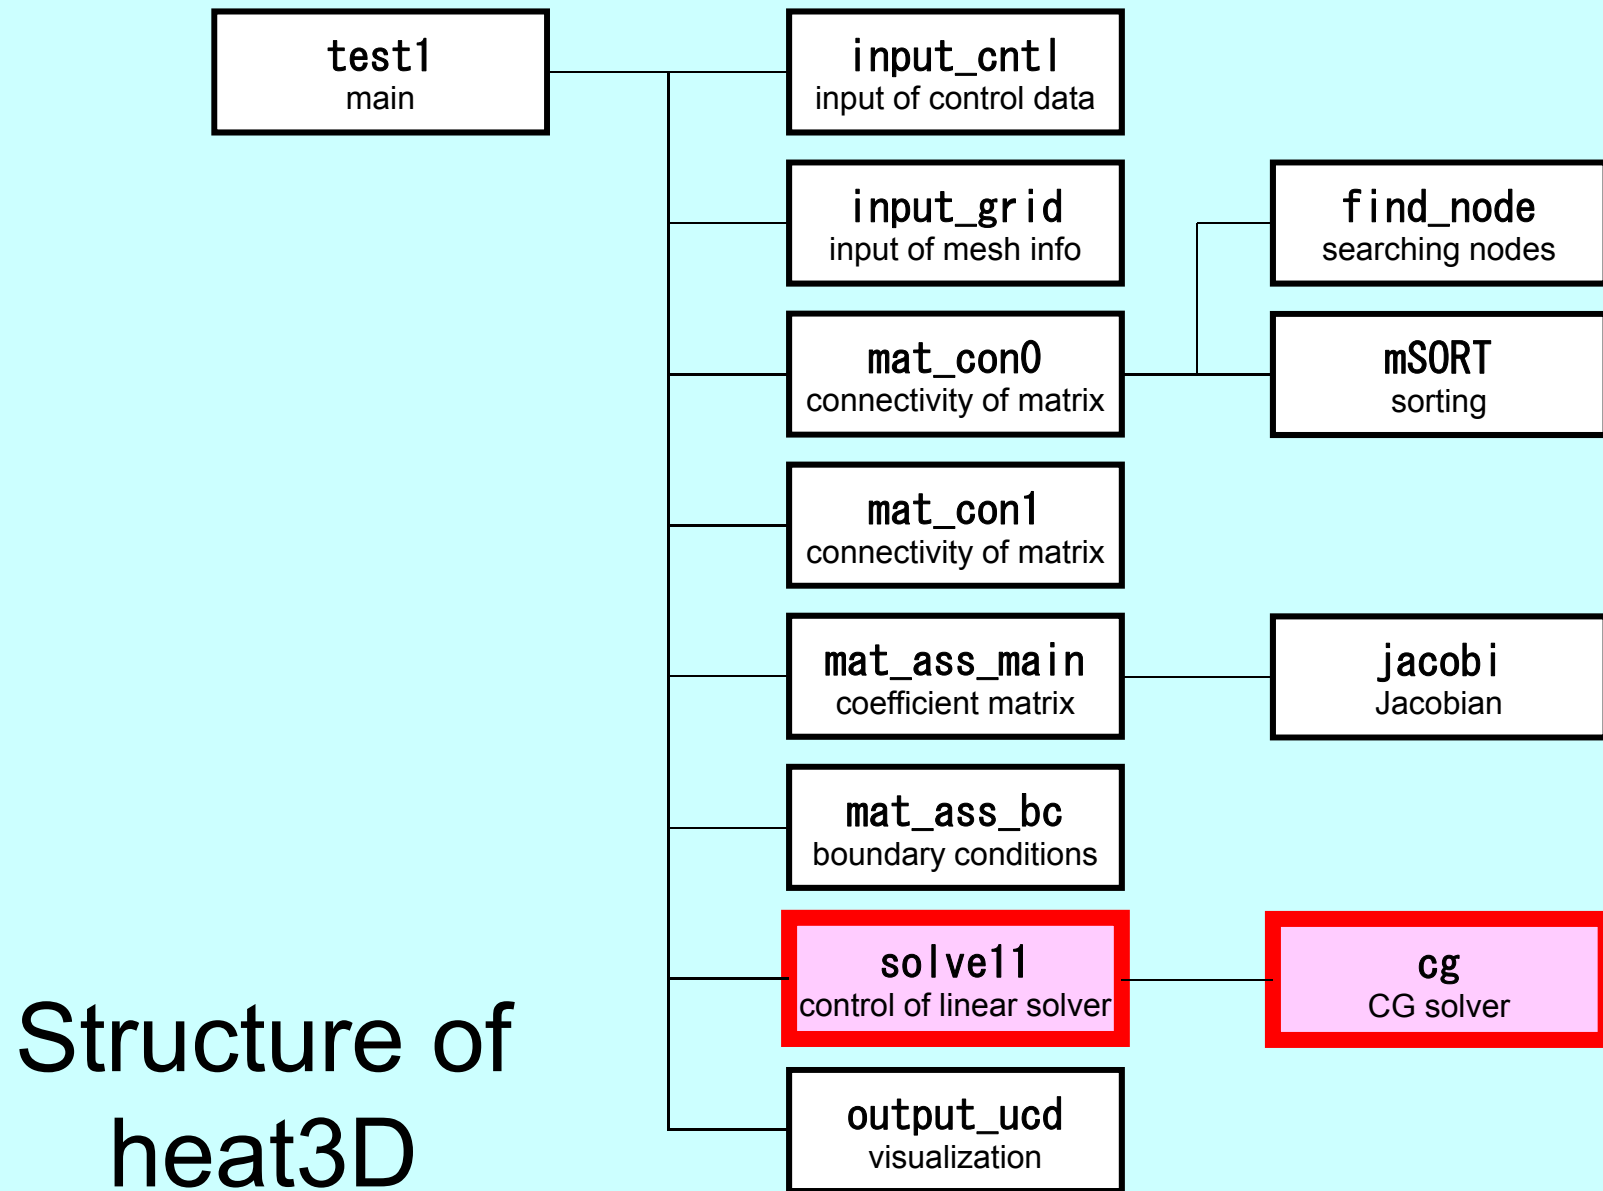 test1
main
input_cntl
input of control data
input_grid
input of mesh info
find_node
searching nodes
mat_con0
connectivity of matrix
mSORT
sorting
mat_con1
connectivity of matrix
mat_ass_main
coefficient matrix
jacobi
Jacobian
mat_ass_bc
boundary conditions
solve11
control of linear solver
cg
CG solver
output_ucd
visualization
Structure of
heat3D